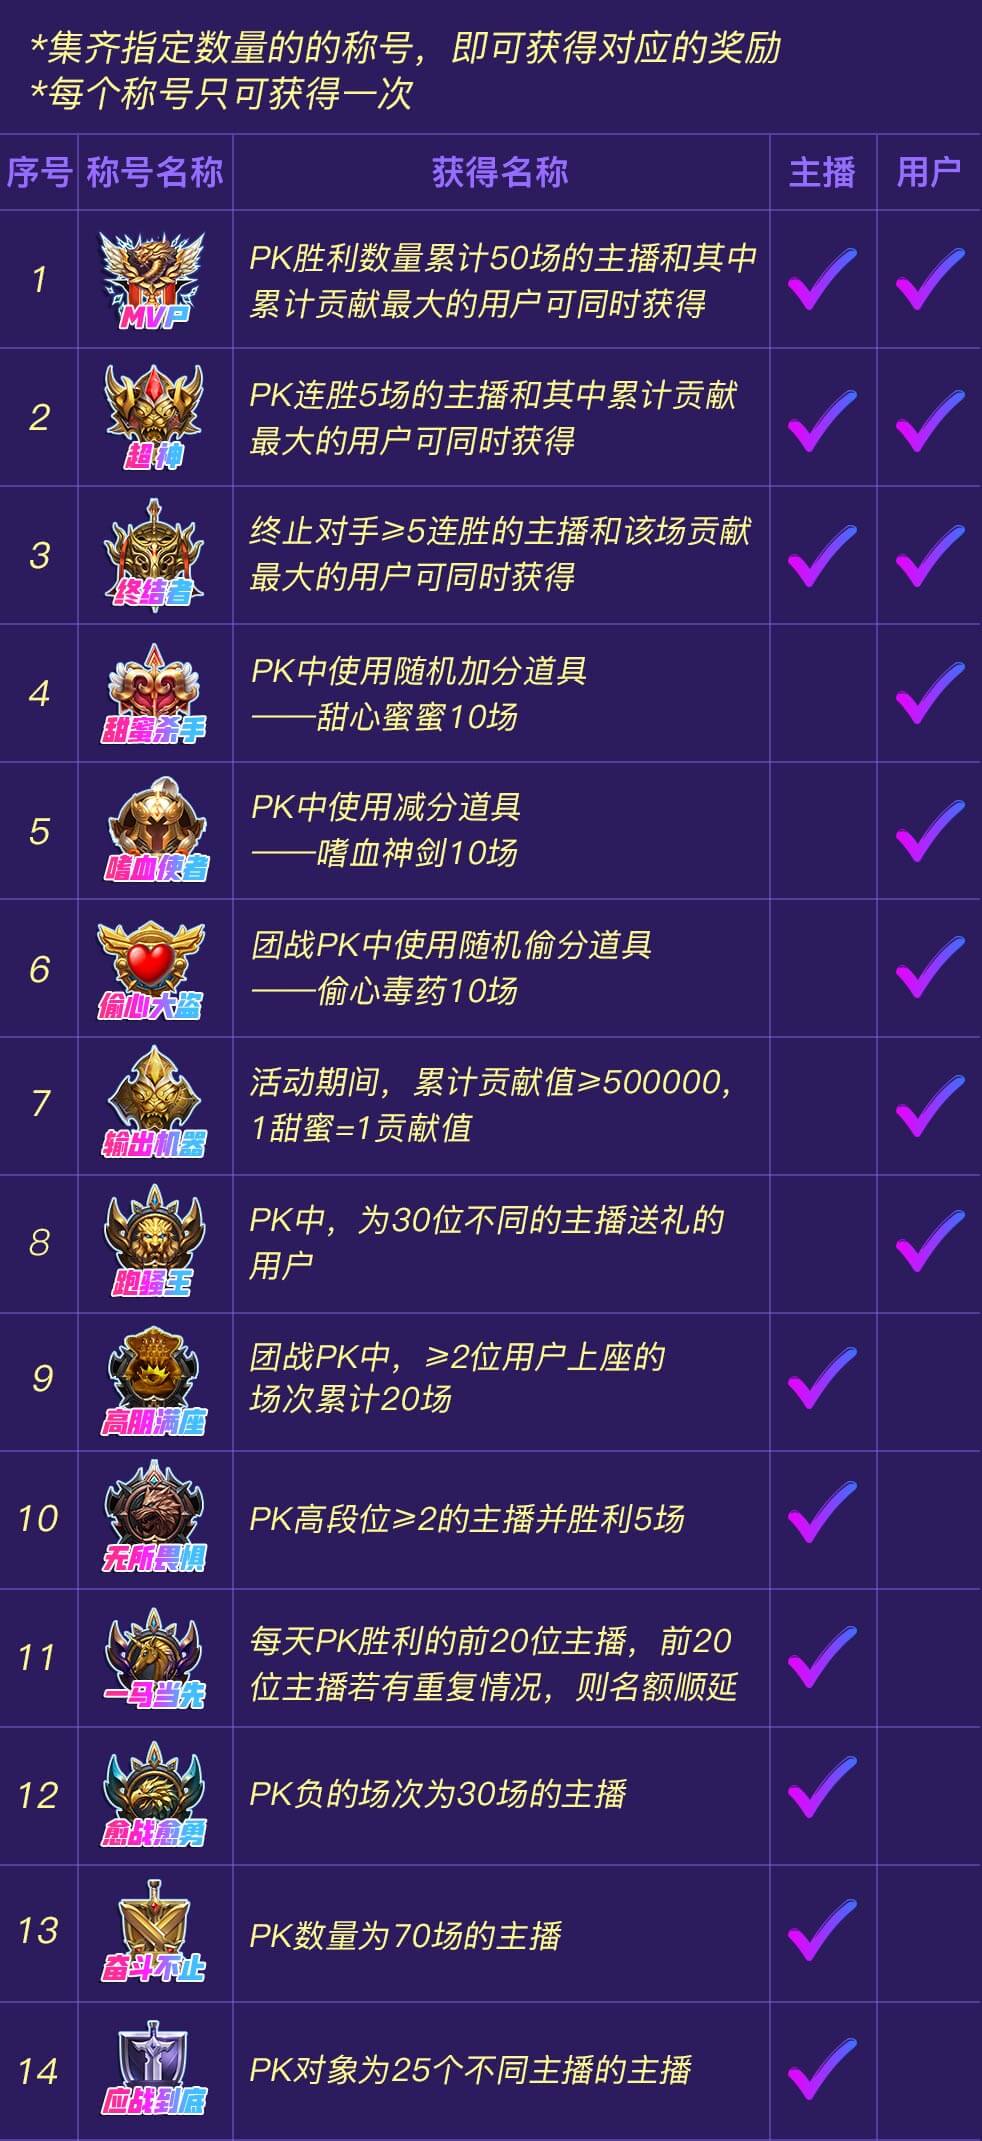 *集齐指定数量的的称号，即可获得对应的奖励
*每个称号只可获得一次
序号 称号名称 获得名称 主播 用户
1 MVP PK胜利数量累计50场的主播和其中
累计贡献最大的用户可同时获得
2 超神 PK连胜5场的主播和其中累计贡献
最大的用户可同时获得
3 终结者 终止对手≥5连胜的主播和该场贡献
最大的用户可同时获得
4 甜蜜杀手 PK中使用随机加分道具
——甜心蜜蜜10场
5 嗜血使者 PK中使用减分道具
——嗜血神剑10场
6 偷心大盗 团战PK中使用随机偷分道具
——偷心毒药10场
7 输出机器 活动期间，累计贡献值≥500000，
1甜蜜=1贡献值
8 跑骚王 PK中，为30位不同的主播送礼的
用户
9 高朋满座 团战PK中，≥2位用户上座的
场次累计20场
10 无所畏惧 PK高段位≥2的主播并胜利5场
11 一马当先 每天PK胜利的前20位主播，前20
位主播若有重复情况，则名额顺延
12 愈战愈勇 PK负的场次为30场的主播
13 奋斗不止 PK数量为70场的主播
14 应战到底 PK对象为25个不同主播的主播